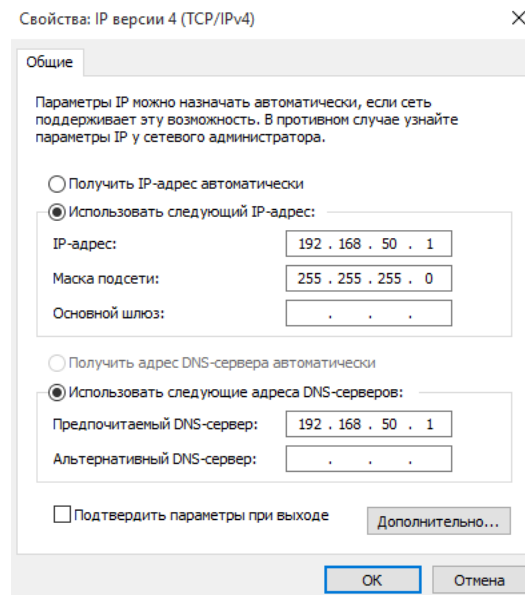 Свойства: IP версии 4 (TCP/IPv4)
Общие
Параметры IP можно назначать автоматически, если сеть
поддерживает эту возможность. В противном случае узнайте
параметры IP у сетевого администратора.
Получить IP-адрес автоматически
Использовать следующий IP-адрес:
IP-адрес: 192 . 168 . 50 . 1
Маска подсети: 255 . 255 . 255 . 0
Основной шлюз: . . .
Получить адрес DNS-сервера автоматически
Использовать следующие адреса DNS-серверов:
Предпочитаемый DNS-сервер: 192 . 168 . 50 . 1
Альтернативный DNS-сервер: . . .
Подтвердить параметры при выходе
Дополнительно...
ОК Отмена